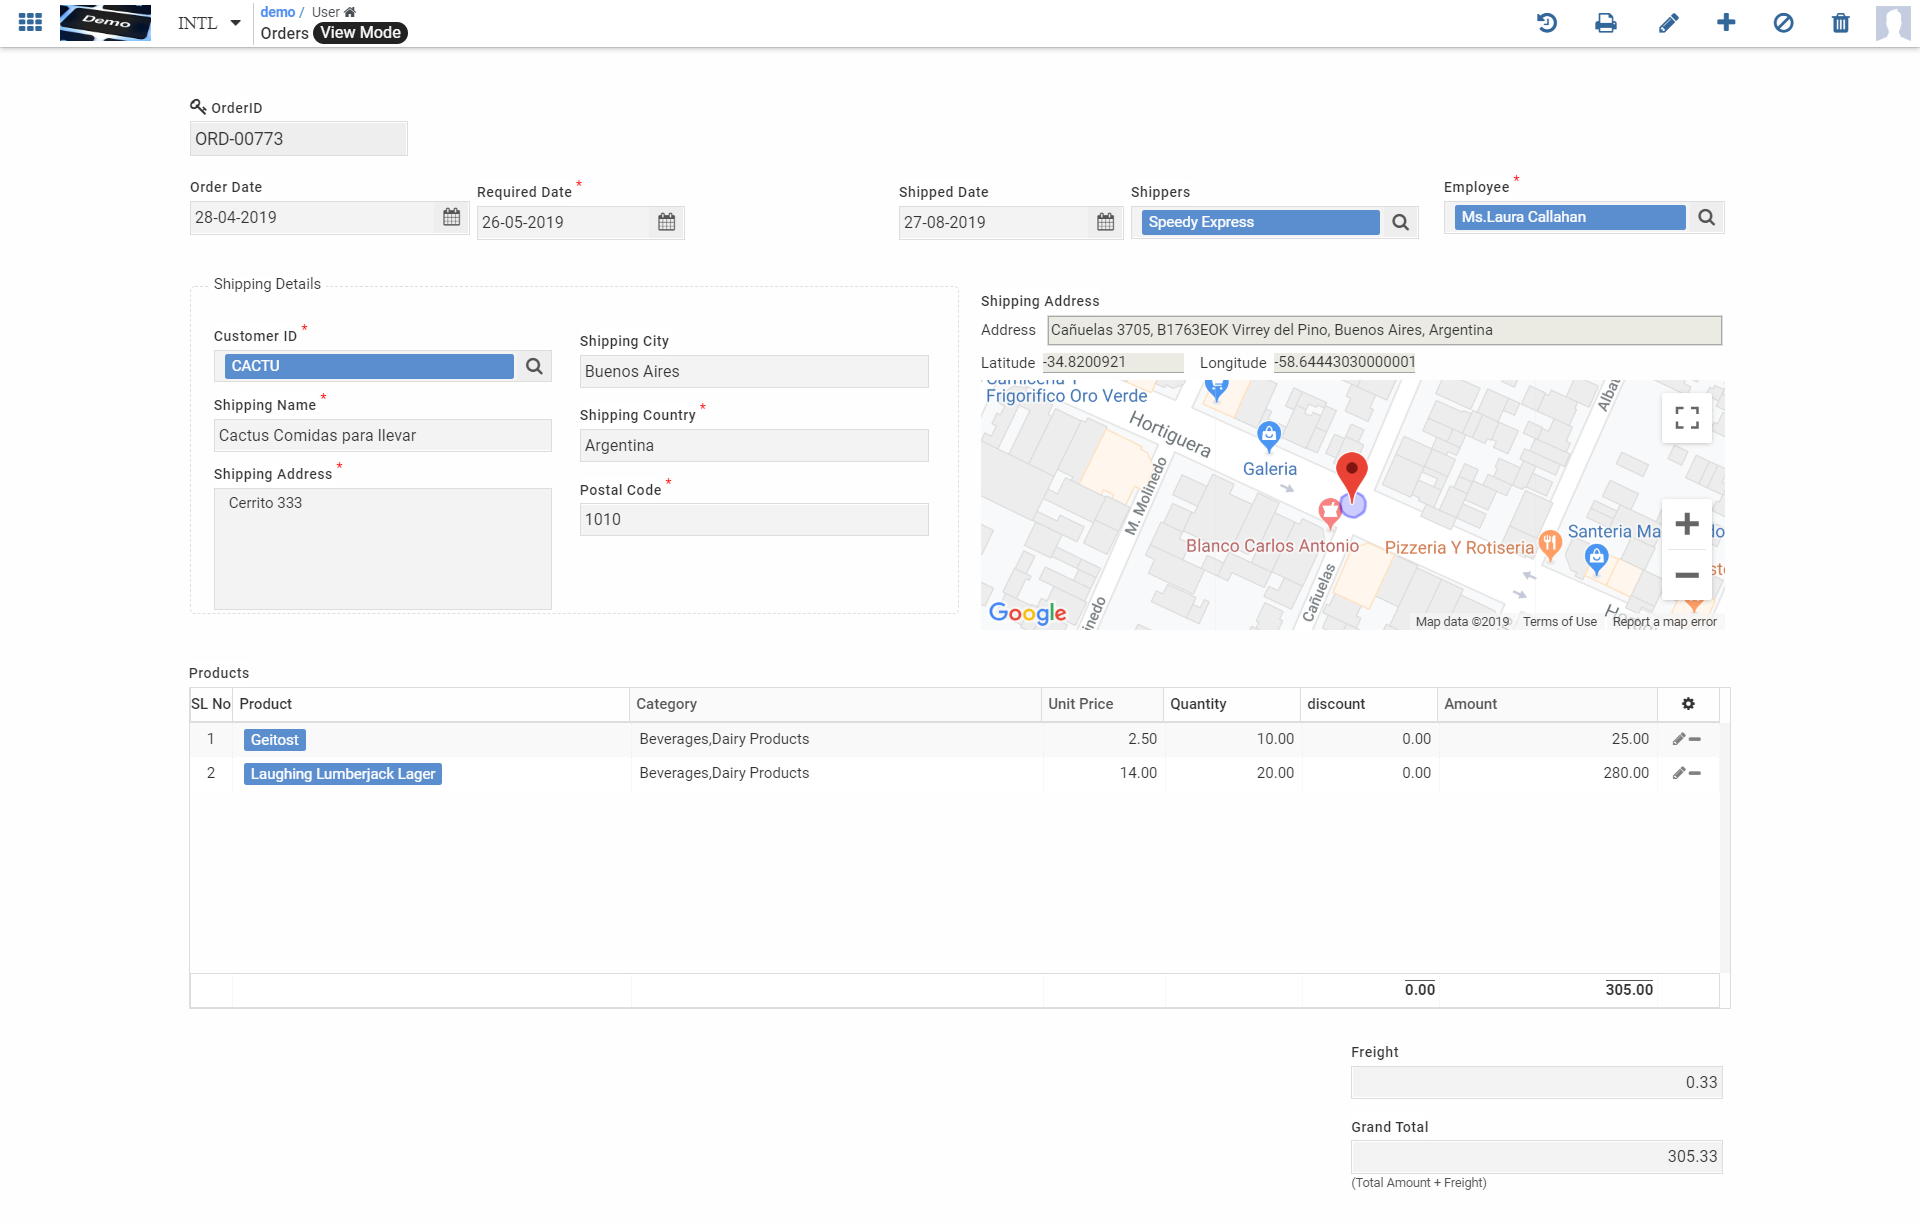 Demo
INTL
demo / User
Orders View Mode
OrderID
ORD-00773
Order Date
28-04-2019
Required Date *
26-05-2019
Shipped Date
27-08-2019
Shippers
Speedy Express
Employee *
Ms.Laura Callahan
Shipping Details
Customer ID *
CACTU
Shipping Name *
Cactus Comidas para llevar
Shipping Address *
Cerrito 333
Shipping City
Buenos Aires
Shipping Country *
Argentina
Postal Code *
1010
Shipping Address
Address Cañuelas 3705, B1763EOK Virrey del Pino, Buenos Aires, Argentina
Latitude -34.8200921 Longitude -58.64443030000001
Frigorifico Oro Verde
Hortiguera
Galeria
M. Molinedo
Blanco Carlos Antonio
Pizzeria Y Rotiseria
Santeria
Cañuelas
Google
Map data ©2019 Terms of Use Report a map error
Products
SL No Product Category Unit Price Quantity discount Amount
1 Geitost Beverages,Dairy Products 2.50 10.00 0.00 25.00
2 Laughing Lumberjack Lager Beverages,Dairy Products 14.00 20.00 0.00 280.00
0.00 305.00
Freight
0.33
Grand Total
305.33
(Total Amount + Freight)